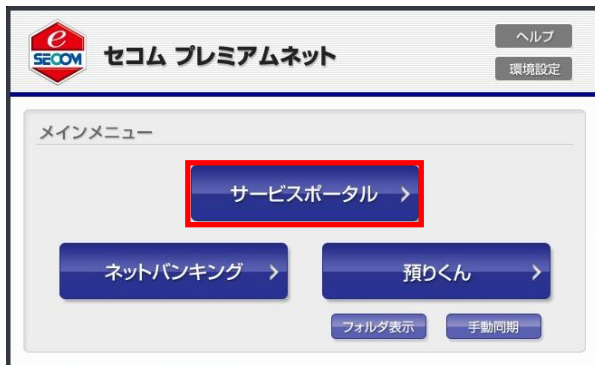 e
SECOM
セコム プレミアムネット
ヘルプ
環境設定
メインメニュー
サービスポータル >
ネットバンキング >
預りくん >
フォルダ表示
手動同期